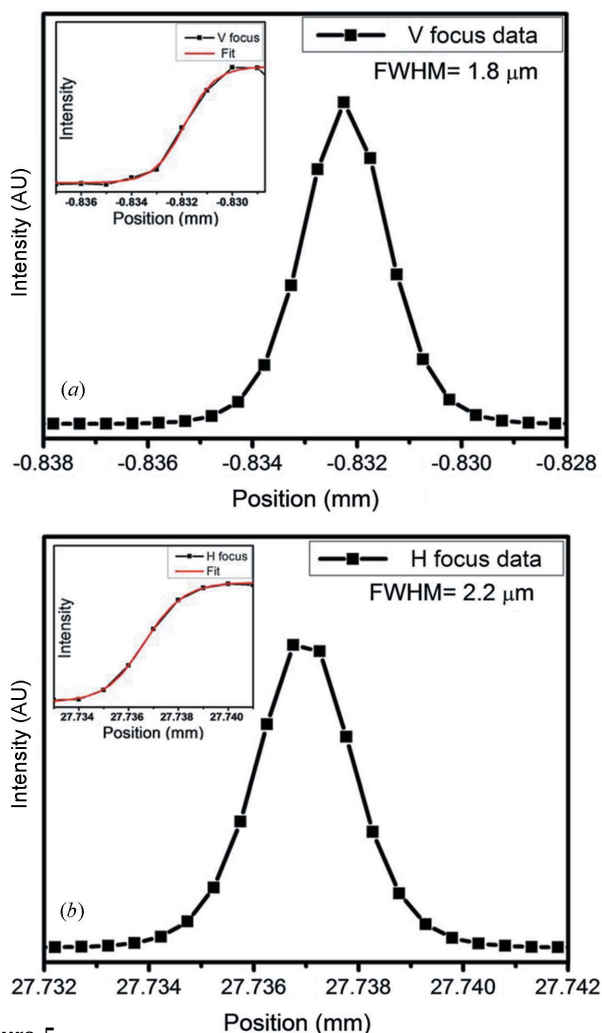 V focus data
FWHM= 1.8 μm
V focus
Fit
Intensity
-0.836 -0.834 -0.832 -0.830
Position (mm)
Intensity (AU)
(a)
-0.838 -0.836 -0.834 -0.832 -0.830 -0.828
Position (mm)
H focus data
FWHM= 2.2 μm
H focus
Fit
Intensity
27.734 27.736 27.738 27.740
Position (mm)
Intensity (AU)
(b)
27.732 27.734 27.736 27.738 27.740 27.742
Position (mm)